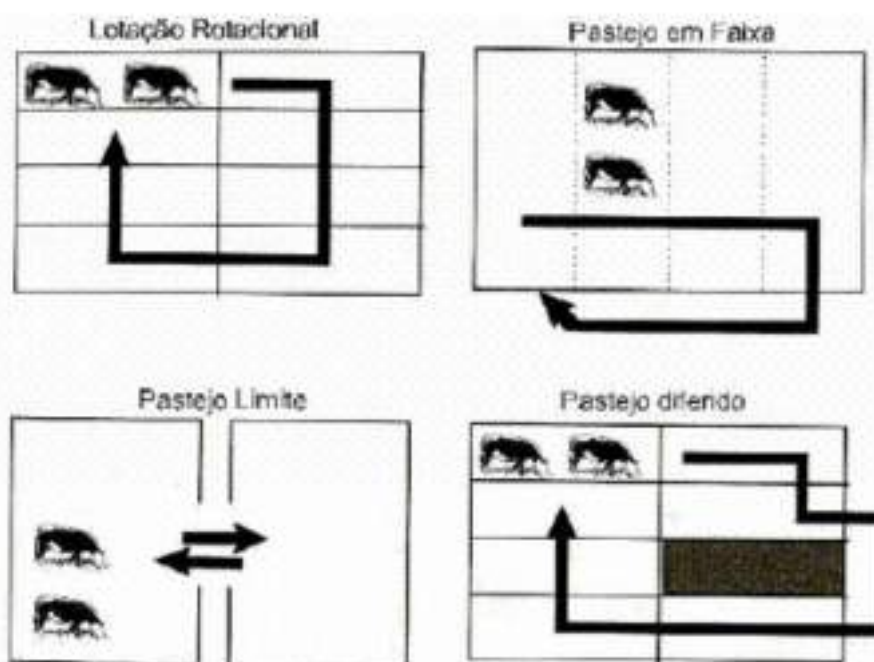 Lotação Rotacional
Pastejo em Faixa
Pastejo Limite
Pastejo diferido